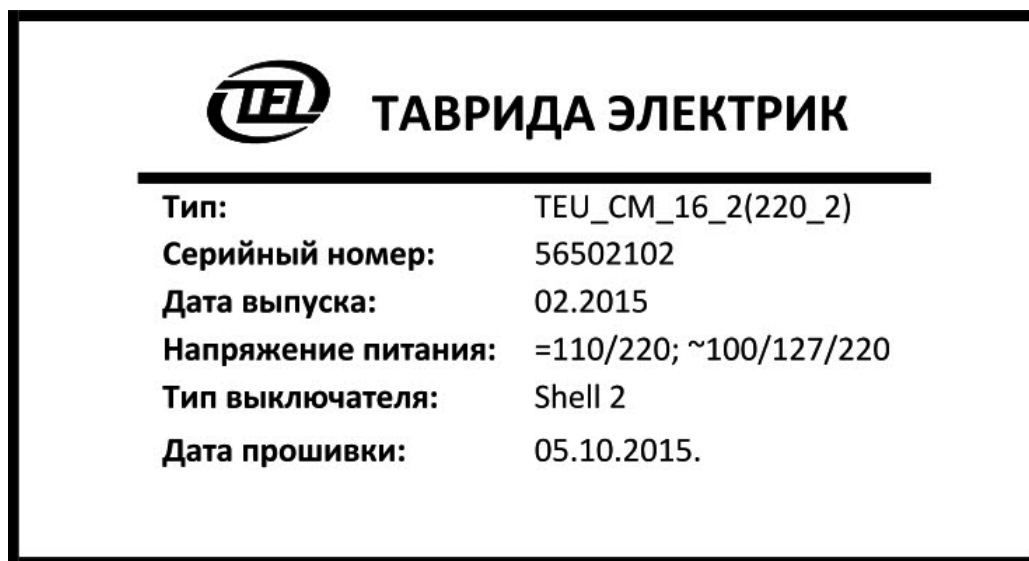 TEL ТАВРИДА ЭЛЕКТРИК
Тип: TEU_CM_16_2(220_2)
Серийный номер: 56502102
Дата выпуска: 02.2015
Напряжение питания: =110/220; ~100/127/220
Тип выключателя: Shell 2
Дата прошивки: 05.10.2015.